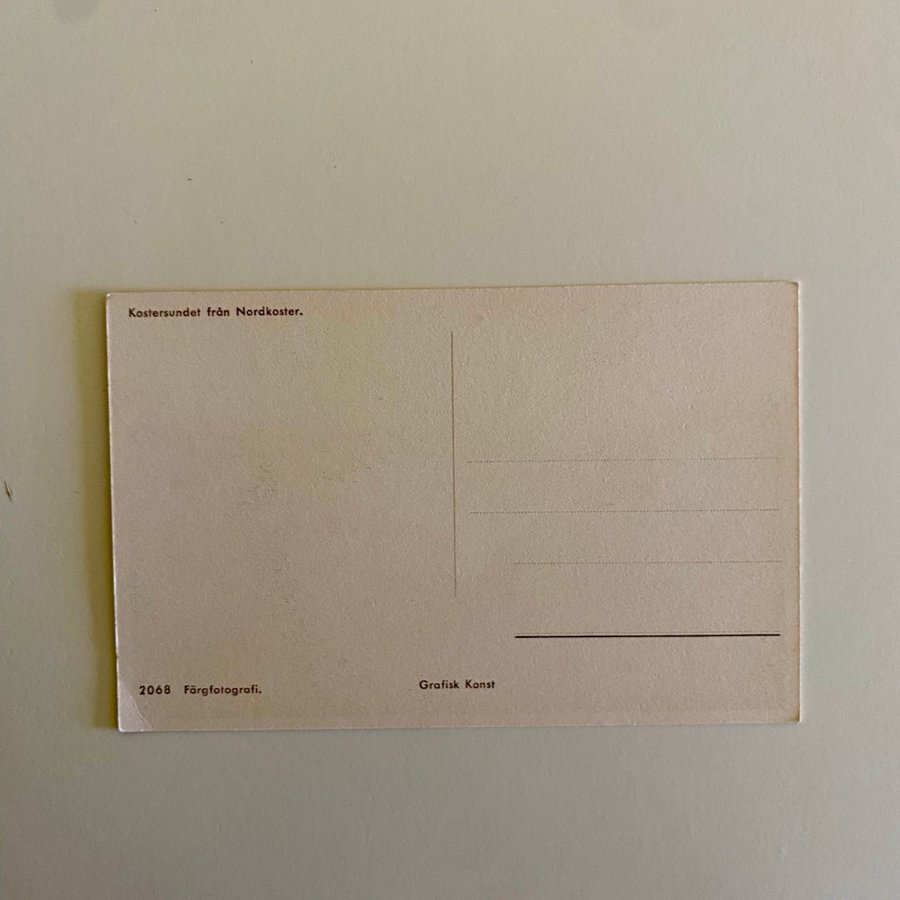 Kostersundet från Nordkoster.
2068 Färgfotografi.
Grafisk Konst